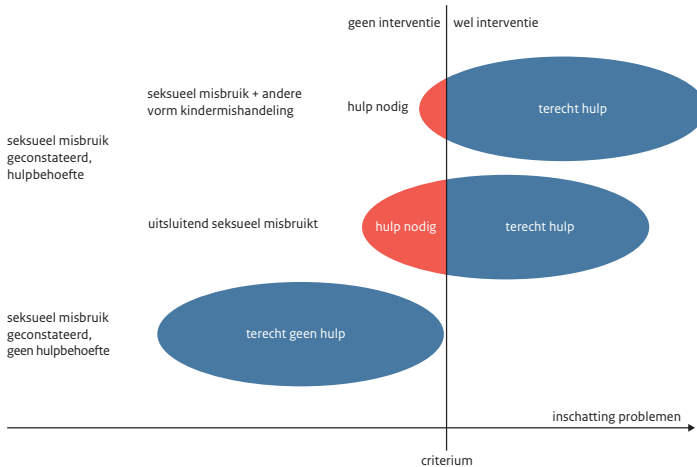 geen interventie
wel interventie
seksueel misbruik + andere
vorm kindermishandeling
hulp nodig
terecht hulp
seksueel misbruik
geconstateerd,
hulpbehoefte
uitsluitend seksueel misbruikt
hulp nodig
terecht hulp
seksueel misbruik
geconstateerd,
geen hulpbehoefte
terecht geen hulp
inschatting problemen
criterium